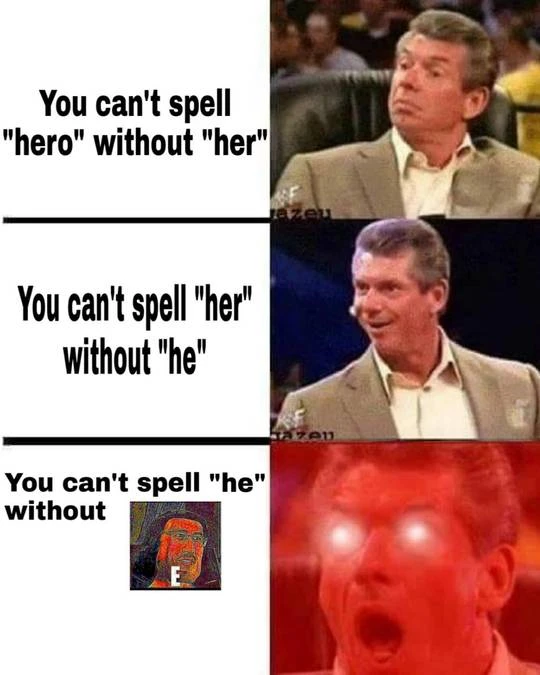 You can't spell
"hero" without "her"
You can't spell "her"
without "he"
You can't spell "he"
without
E